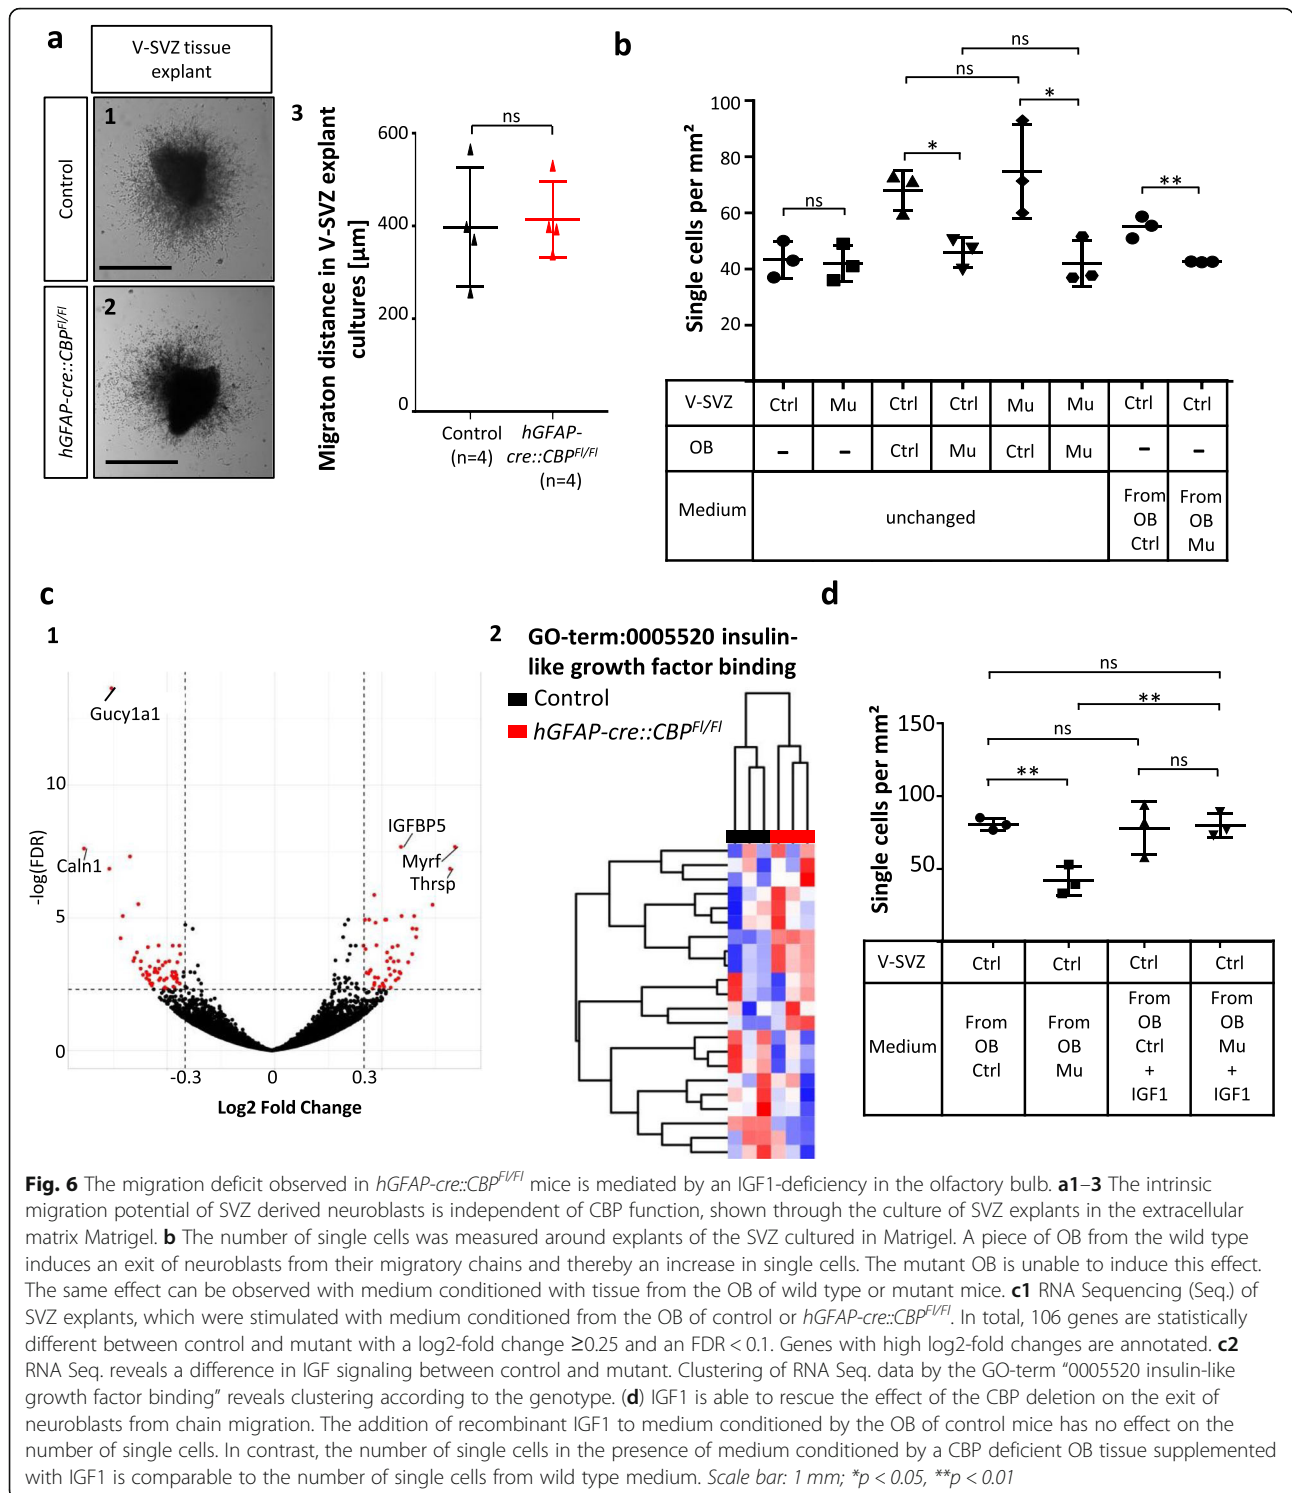 a
V-SVZ tissue
explant
Control
1
hGFAP-cre::CBPFl/Fl
2
3
Migraton distance in V-SVZ explant
cultures [µm]
ns
600
400
200
0
Control
(n=4)
hGFAP-
cre::CBPFl/Fl
(n=4)
b
ns
ns
*
*
**
ns
Single cells per mm²
100
80
60
40
20
V-SVZ Ctrl Mu Ctrl Ctrl Mu Mu Ctrl Ctrl
OB – – Ctrl Mu Ctrl Mu – –
Medium unchanged
From
OB
Ctrl
From
OB
Mu
c
1
Gucy1a1
Caln1
IGFBP5
Myrf
Thrsp
-log(FDR)
10
5
0
-0.3 0 0.3
Log2 Fold Change
2 GO-term:0005520 insulin-
like growth factor binding
Control
hGFAP-cre::CBPFl/Fl
d
ns
**
ns
**
ns
Single cells per mm²
150
100
50
V-SVZ Ctrl Ctrl Ctrl Ctrl
Medium
From
OB
Ctrl
From
OB
Mu
From
OB
Ctrl
+
IGF1
From
OB
Mu
+
IGF1
Fig. 6 The migration deficit observed in hGFAP-cre::CBPFl/Fl mice is mediated by an IGF1-deficiency in the olfactory bulb. a1–3 The intrinsic
migration potential of SVZ derived neuroblasts is independent of CBP function, shown through the culture of SVZ explants in the extracellular
matrix Matrigel. b The number of single cells was measured around explants of the SVZ cultured in Matrigel. A piece of OB from the wild type
induces an exit of neuroblasts from their migratory chains and thereby an increase in single cells. The mutant OB is unable to induce this effect.
The same effect can be observed with medium conditioned with tissue from the OB of wild type or mutant mice. c1 RNA Sequencing (Seq.) of
SVZ explants, which were stimulated with medium conditioned from the OB of control or hGFAP-cre::CBPFl/Fl. In total, 106 genes are statistically
different between control and mutant with a log2-fold change ≥0.25 and an FDR < 0.1. Genes with high log2-fold changes are annotated. c2
RNA Seq. reveals a difference in IGF signaling between control and mutant. Clustering of RNA Seq. data by the GO-term “0005520 insulin-like
growth factor binding” reveals clustering according to the genotype. (d) IGF1 is able to rescue the effect of the CBP deletion on the exit of
neuroblasts from chain migration. The addition of recombinant IGF1 to medium conditioned by the OB of control mice has no effect on the
number of single cells. In contrast, the number of single cells in the presence of medium conditioned by a CBP deficient OB tissue supplemented
with IGF1 is comparable to the number of single cells from wild type medium. Scale bar: 1 mm; *p < 0.05, **p < 0.01